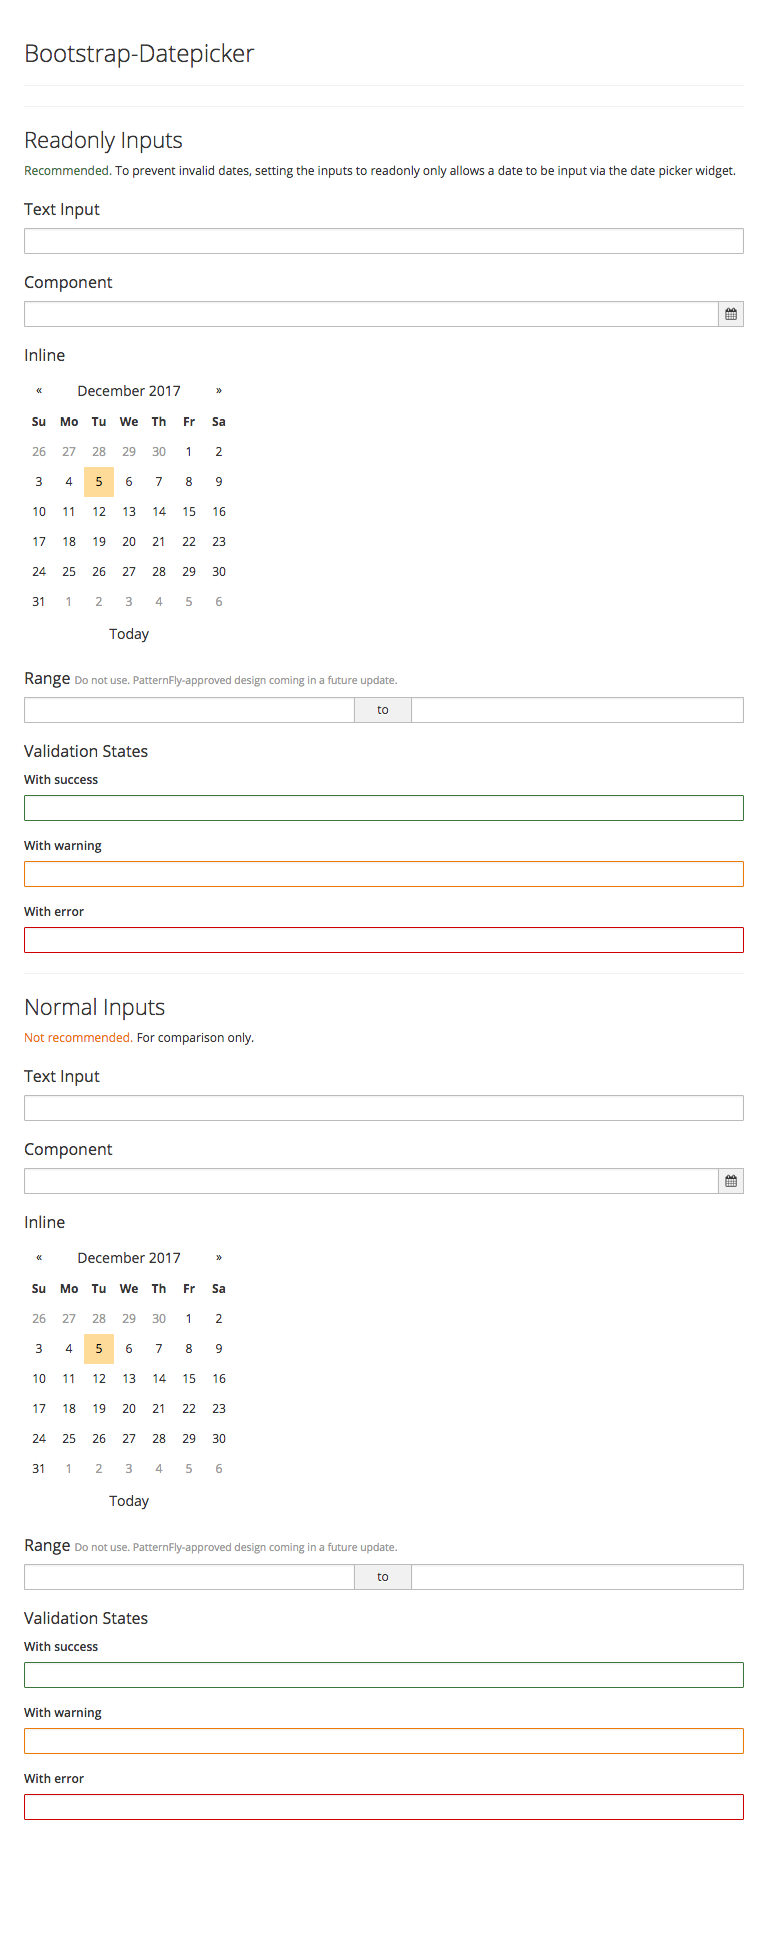 Bootstrap-Datepicker
Readonly Inputs
Recommended. To prevent invalid dates, setting the inputs to readonly only allows a date to be input via the date picker widget.
Text Input
Component
Inline
« December 2017 »
Su Mo Tu We Th Fr Sa
26 27 28 29 30 1 2
3 4 5 6 7 8 9
10 11 12 13 14 15 16
17 18 19 20 21 22 23
24 25 26 27 28 29 30
31 1 2 3 4 5 6
Today
Range Do not use. PatternFly-approved design coming in a future update.
to
Validation States
With success
With warning
With error
Normal Inputs
Not recommended. For comparison only.
Text Input
Component
Inline
« December 2017 »
Su Mo Tu We Th Fr Sa
26 27 28 29 30 1 2
3 4 5 6 7 8 9
10 11 12 13 14 15 16
17 18 19 20 21 22 23
24 25 26 27 28 29 30
31 1 2 3 4 5 6
Today
Range Do not use. PatternFly-approved design coming in a future update.
to
Validation States
With success
With warning
With error